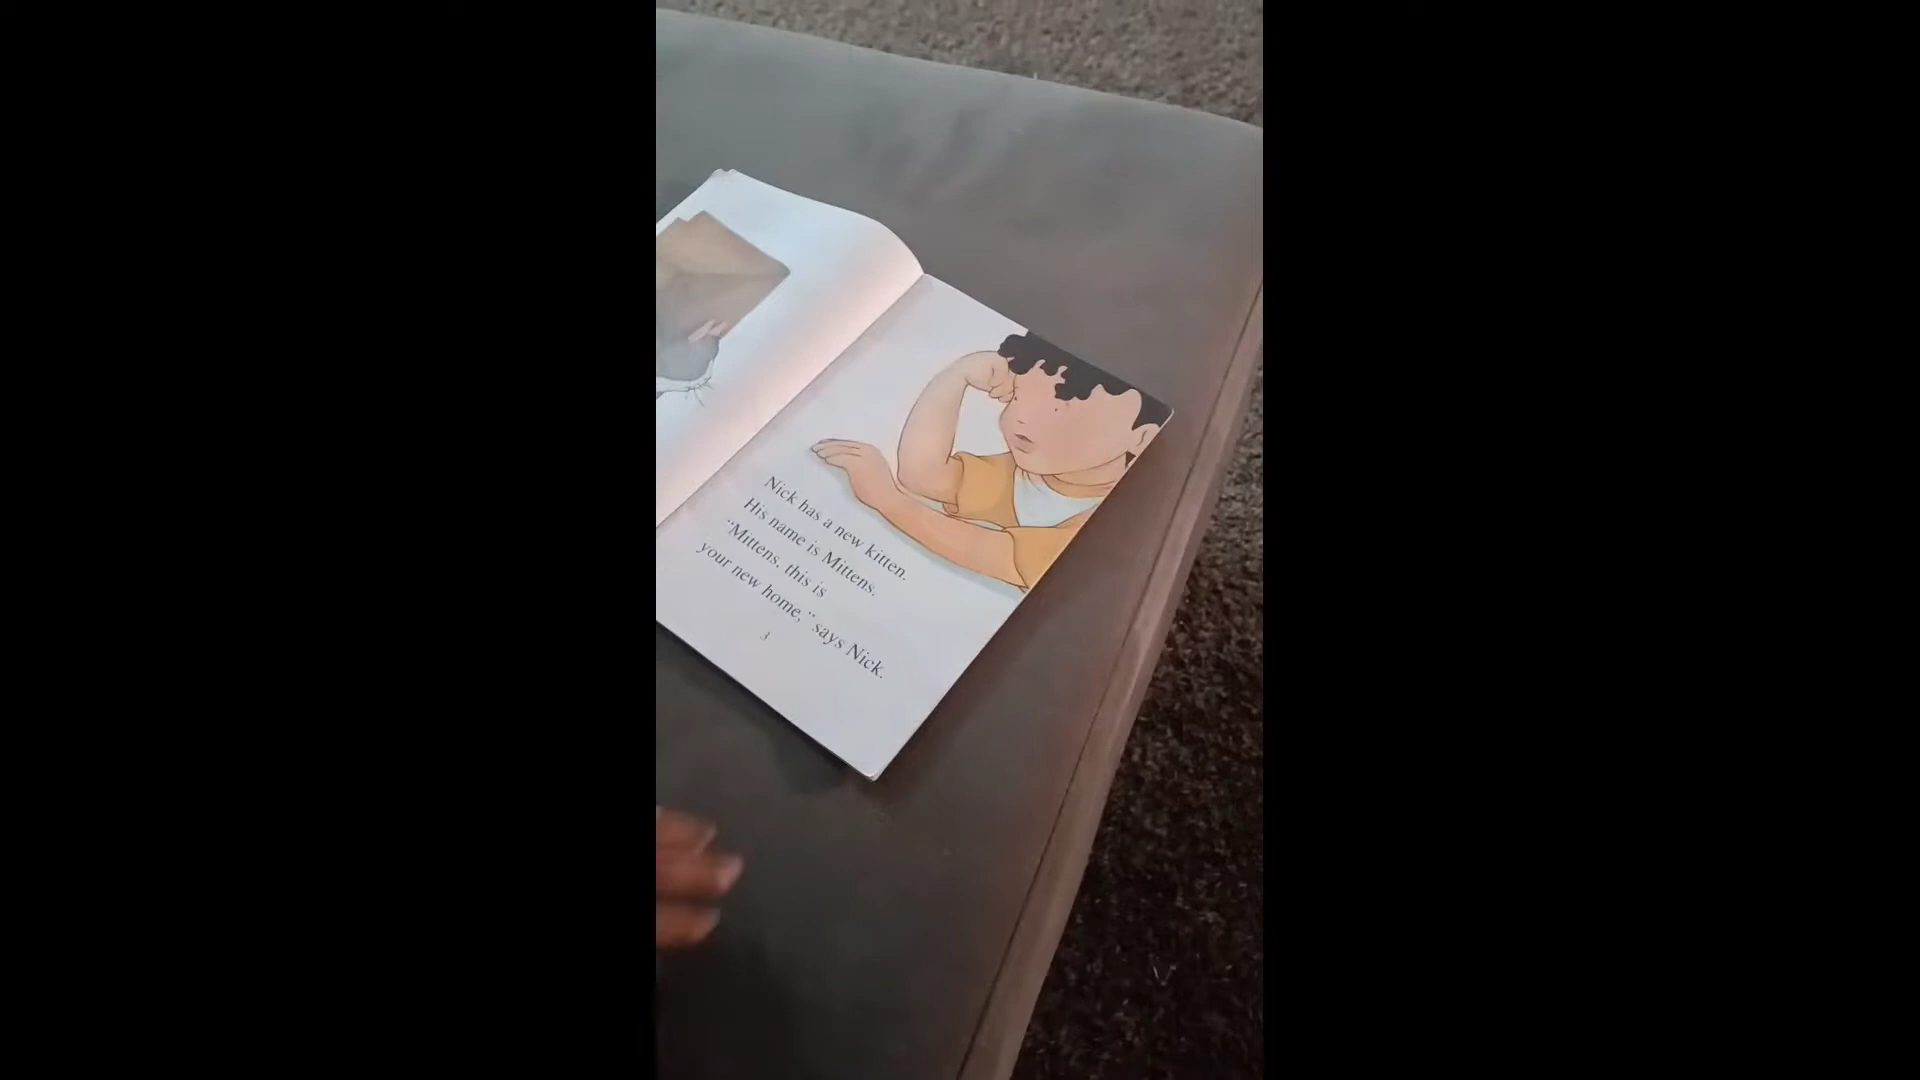 Nick has a new kitten.
His name is Mittens.
“Mittens, this is
your new home,” says Nick.
3